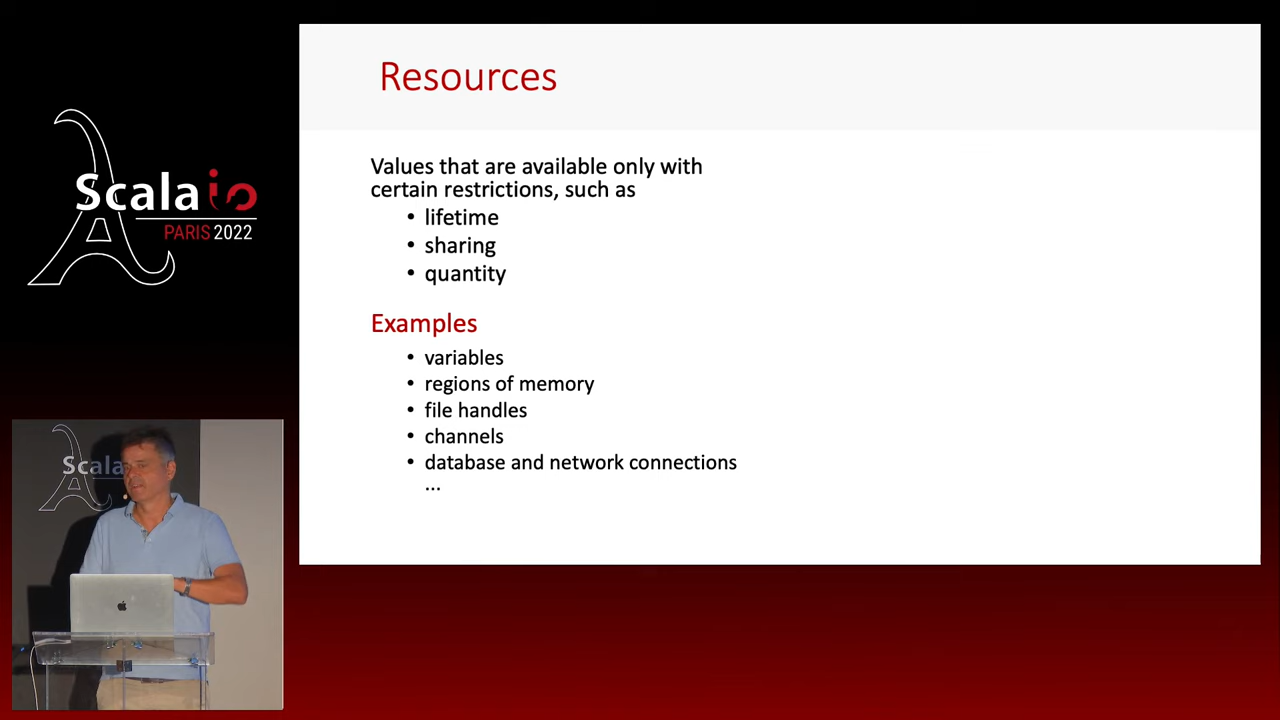 Resources
Values that are available only with
certain restrictions, such as
• lifetime
• sharing
• quantity
Examples
• variables
• regions of memory
• file handles
• channels
• database and network connections
...
Scala io
PARIS 2022
Scala